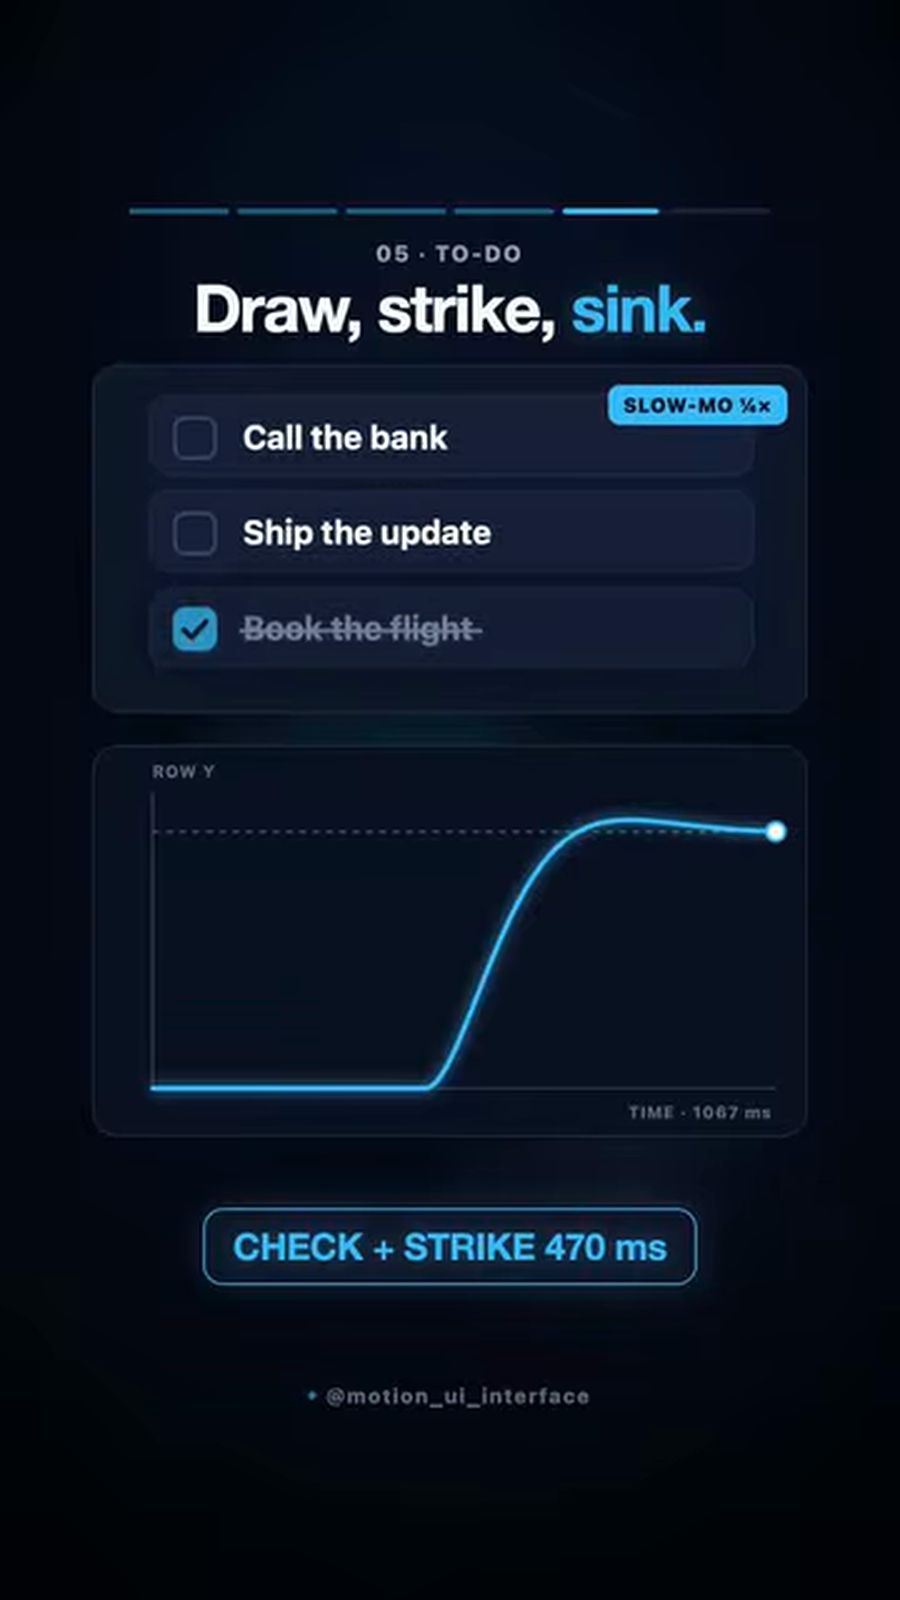 05 · TO-DO
Draw, strike, sink.
SLOW-MO ¼×
Call the bank
Ship the update
Book the flight
ROW Y
TIME · 1067 ms
CHECK + STRIKE 470 ms
@motion_ui_interface